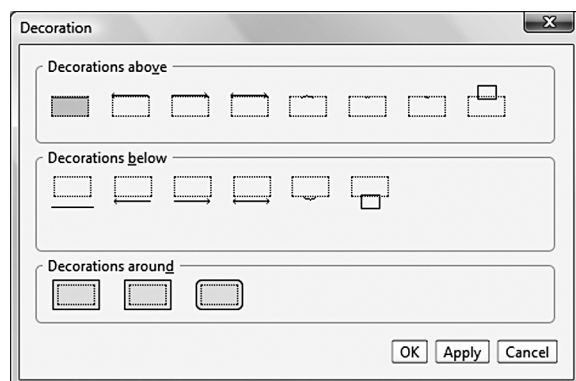 Decoration
Decorations above
Decorations below
Decorations around
OK Apply Cancel